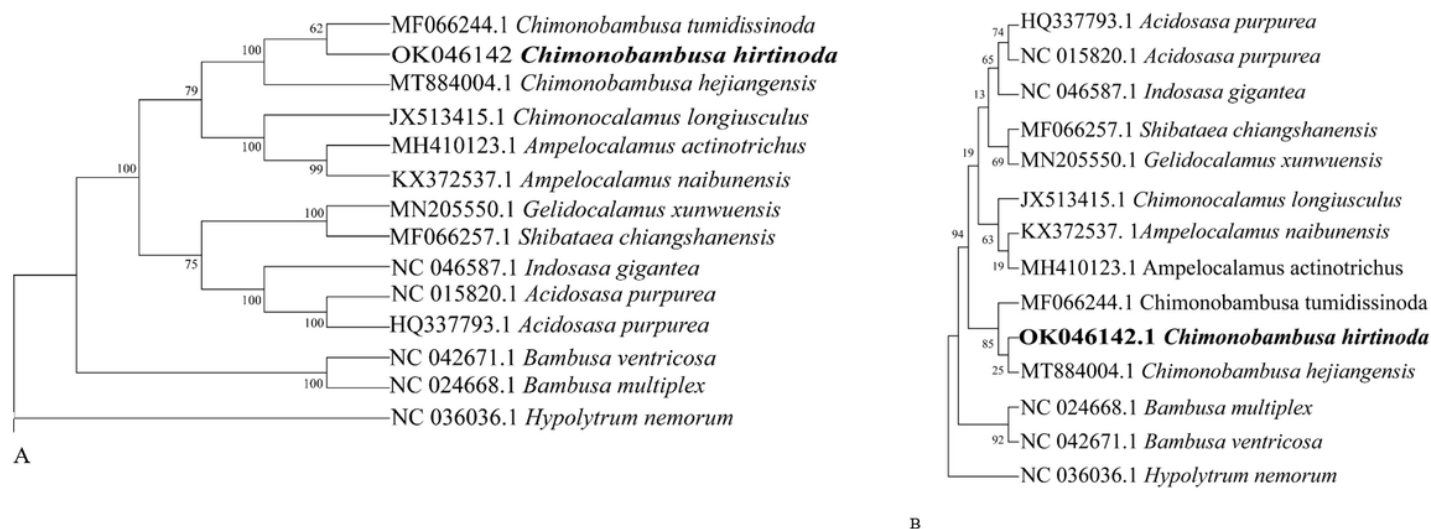 MF066244.1 Chimonobambusa tumidissinoda
62
OK046142 Chimonobambusa hirtinoda
100
MT884004.1 Chimonobambusa hejiangensis
79
JX513415.1 Chimonocalamus longiusculus
100
MH410123.1 Ampelocalamus actinotrichus
99
100
KX372537.1 Ampelocalamus naibunensis
MN205550.1 Gelidocalamus xunwuensis
100
MF066257.1 Shibataea chiangshanensis
75
NC 046587.1 Indosasa gigantea
100
NC 015820.1 Acidosasa purpurea
100
HQ337793.1 Acidosasa purpurea
NC 042671.1 Bambusa ventricosa
100
NC 024668.1 Bambusa multiplex
NC 036036.1 Hypolytrum nemorum
A
HQ337793.1 Acidosasa purpurea
74
NC 015820.1 Acidosasa purpurea
65
NC 046587.1 Indosasa gigantea
13
MF066257.1 Shibataea chiangshanensis
69
MN205550.1 Gelidocalamus xunwuensis
19
JX513415.1 Chimonocalamus longiusculus
KX372537. 1Ampelocalamus naibunensis
63
94
MH410123.1 Ampelocalamus actinotrichus
19
MF066244.1 Chimonobambusa tumidissinoda
OK046142.1 Chimonobambusa hirtinoda
85
MT884004.1 Chimonobambusa hejiangensis
25
NC 024668.1 Bambusa multiplex
NC 042671.1 Bambusa ventricosa
92
NC 036036.1 Hypolytrum nemorum
B